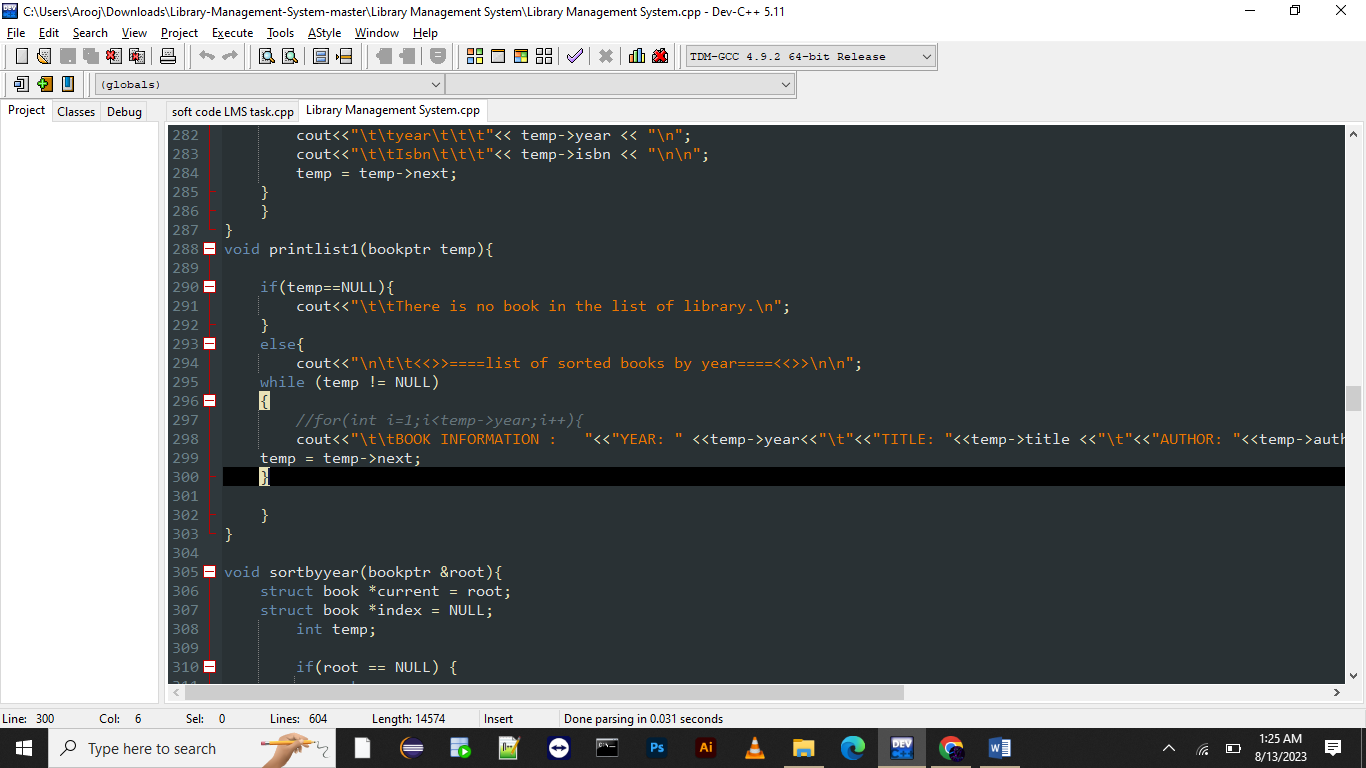 C:\Users\Arooj\Downloads\Library-Management-System-master\Library Management System\Library Management System.cpp - Dev-C++ 5.11
File Edit Search View Project Execute Tools AStyle Window Help
TDM-GCC 4.9.2 64-bit Release
(globals)
Project Classes Debug soft code LMS task.cpp Library Management System.cpp
282 cout<<"\t\tyear\t\t\t"<< temp->year << "\n";
283 cout<<"\t\tIsbn\t\t\t"<< temp->isbn << "\n\n";
284 temp = temp->next;
285 }
286 }
287 }
288 void printlist1(bookptr temp){
289
290 if(temp==NULL){
291 cout<<"\t\tThere is no book in the list of library.\n";
292 }
293 else{
294 cout<<"\n\t\t<<>>====list of sorted books by year====<<>>\n\n";
295 while (temp != NULL)
296 {
297 //for(int i=1;i<temp->year;i++){
298 cout<<"\t\tBOOK INFORMATION :   "<<"YEAR: " <<temp->year<<"\t"<<"TITLE: "<<temp->title <<"\t"<<"AUTHOR: "<<temp->auth
299 temp = temp->next;
300 }
301
302 }
303 }
304
305 void sortbyyear(bookptr &root){
306 struct book *current = root;
307 struct book *index = NULL;
308 int temp;
309
310 if(root == NULL) {
Line: 300 Col: 6 Sel: 0 Lines: 604 Length: 14574 Insert Done parsing in 0.031 seconds
Type here to search
DEV
Ps
Ai
1:25 AM
8/13/2023